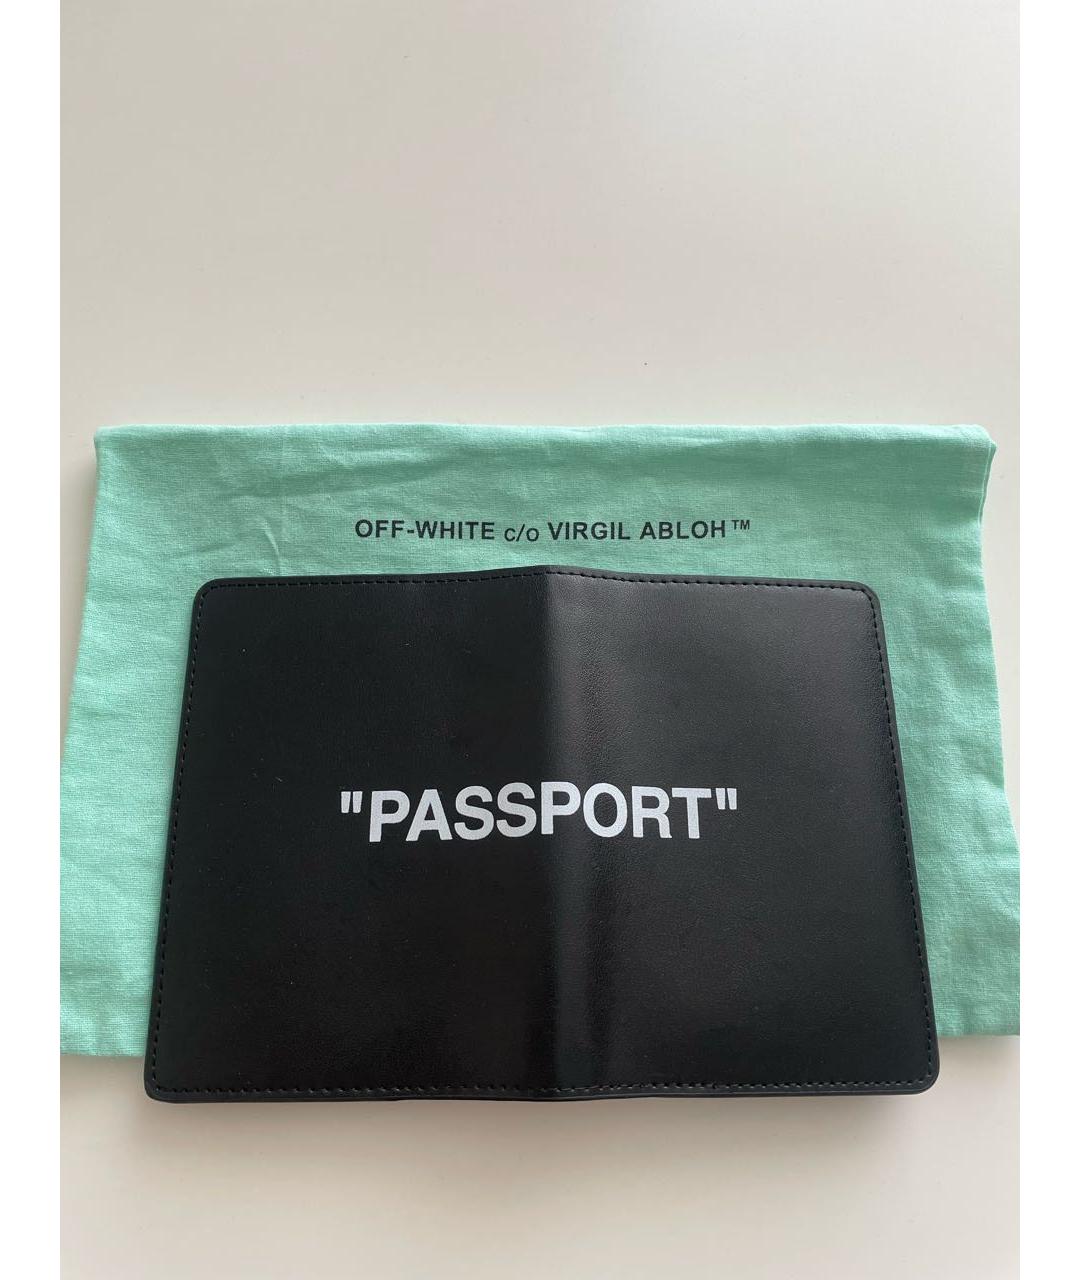 OFF-WHITE c/o VIRGIL ABLOH™
"PASSPORT"